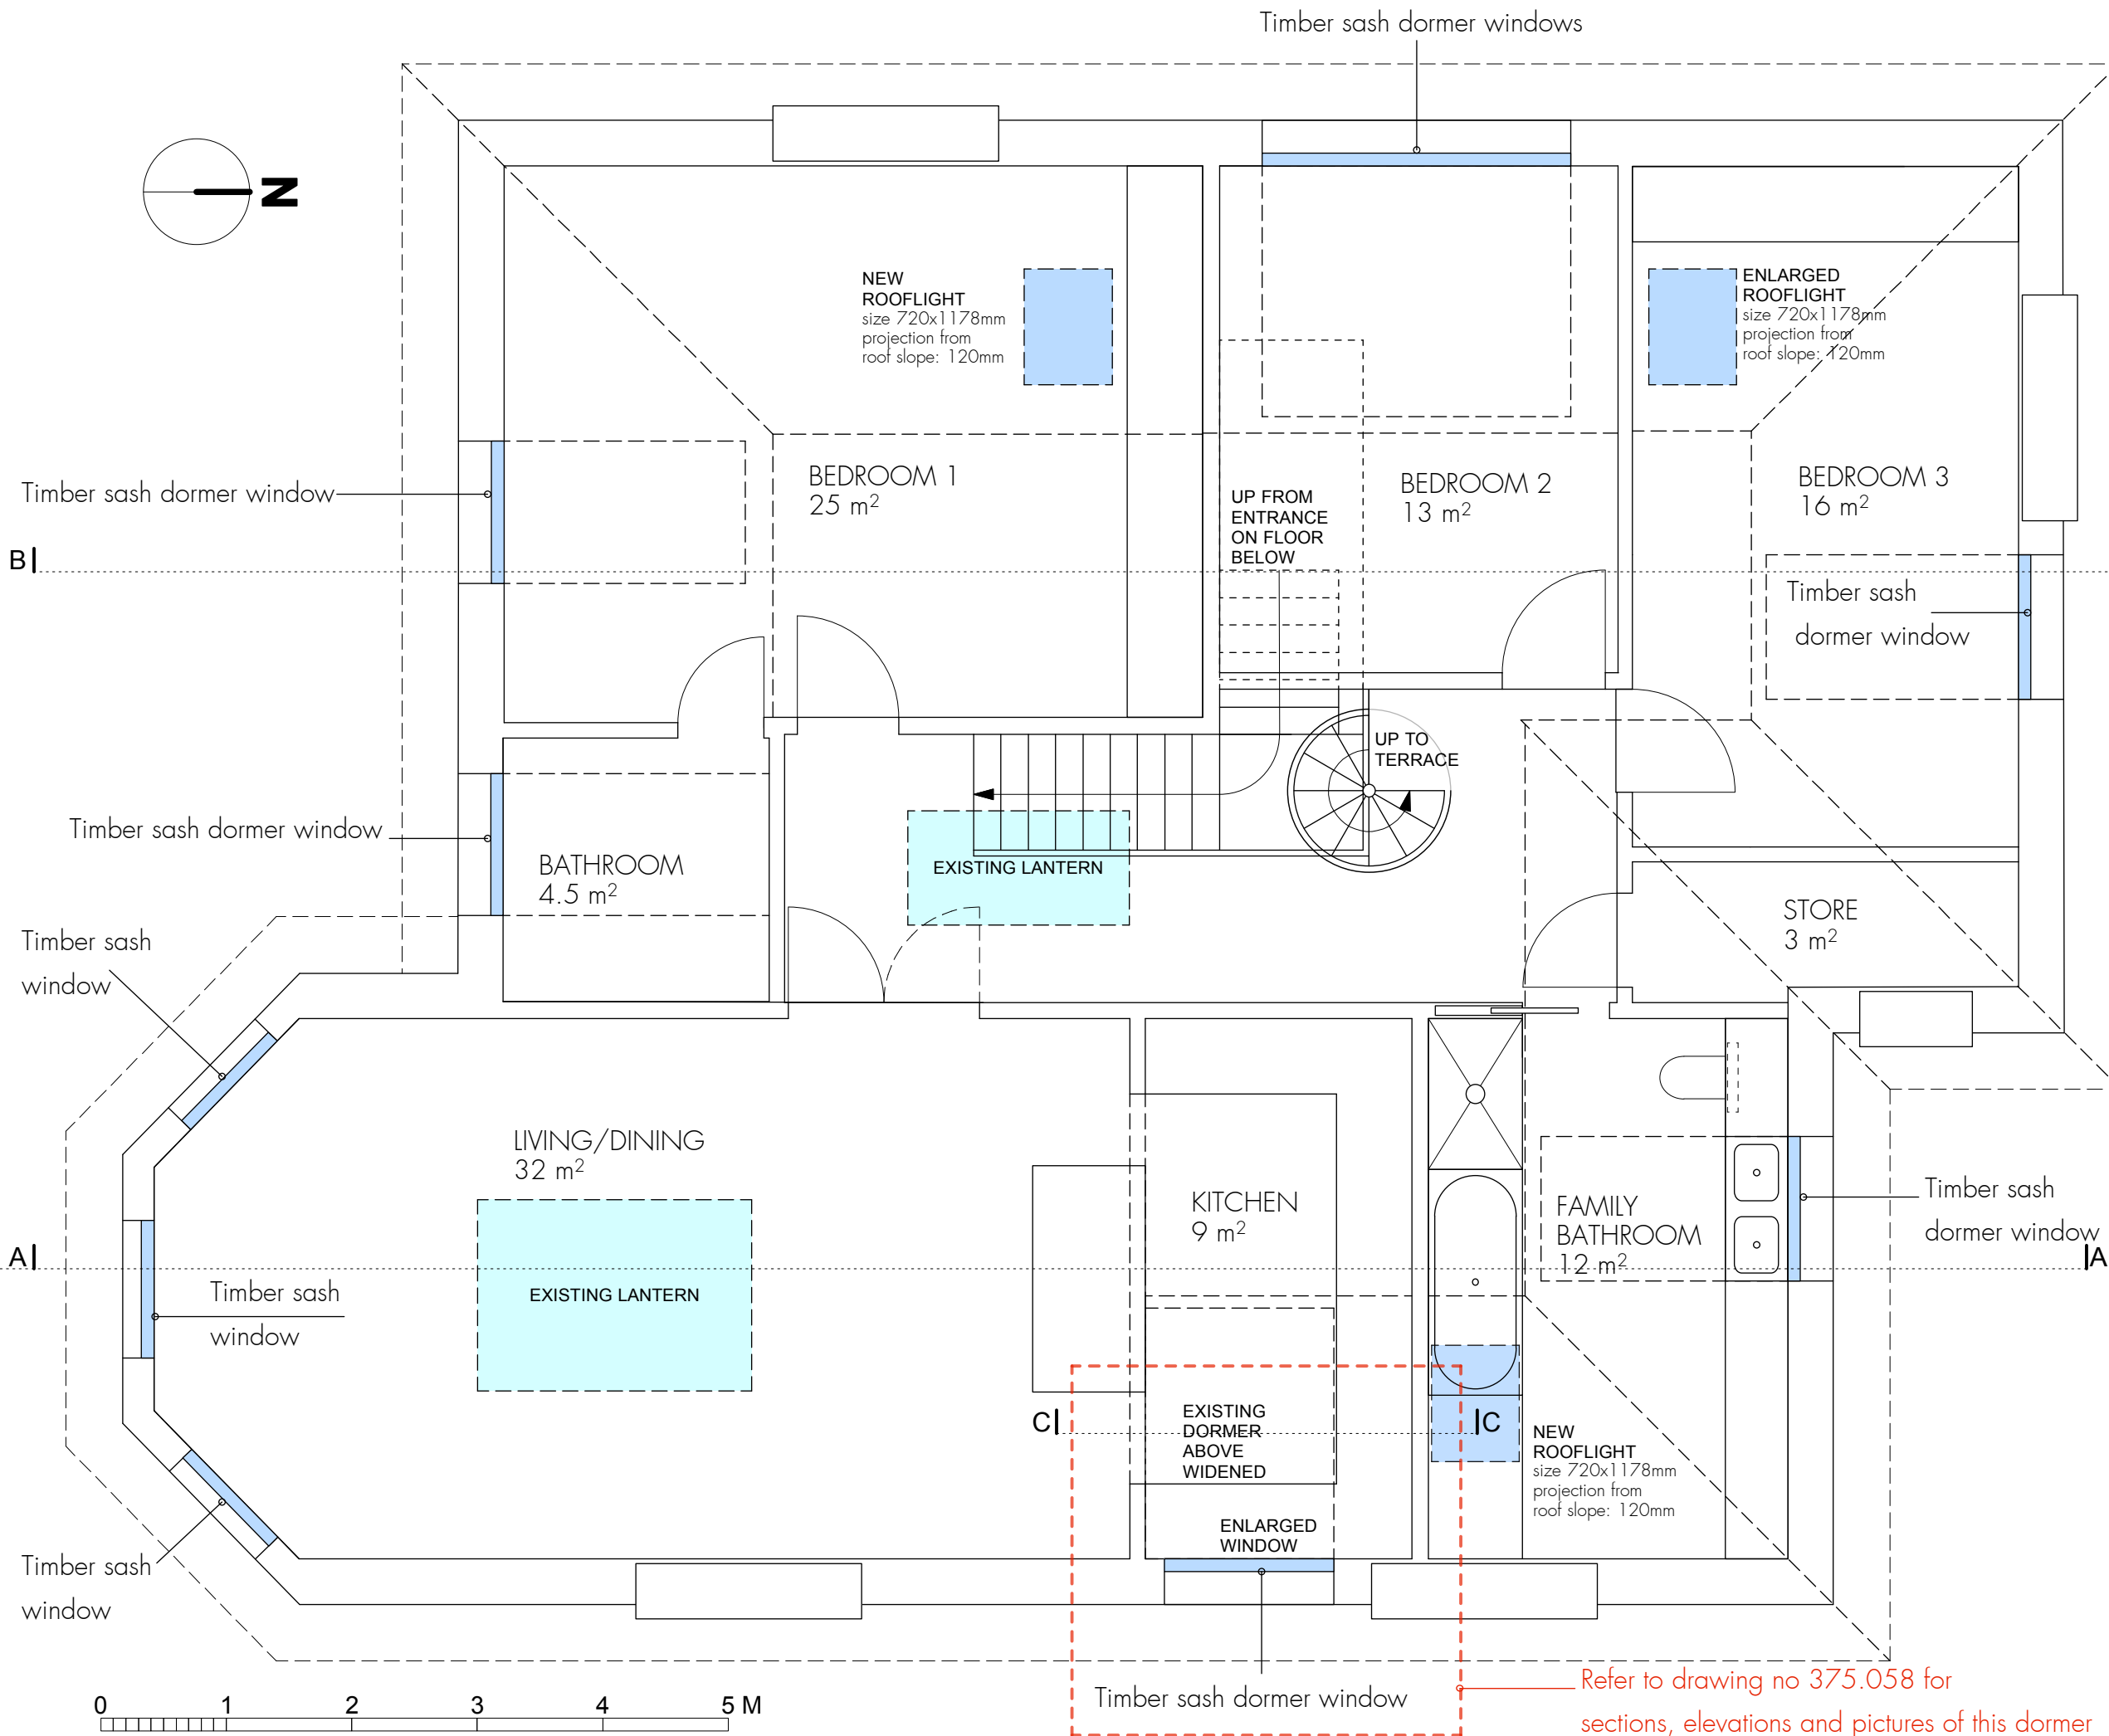 Timber sash dormer windows
N
NEW
ROOFLIGHT
size 720x1178mm
projection from
roof slope: 120mm
ENLARGED
ROOFLIGHT
size 720x1178mm
projection from
roof slope: 120mm
Timber sash dormer window
BEDROOM 1
25 m²
UP FROM
ENTRANCE
ON FLOOR
BELOW
BEDROOM 2
13 m²
BEDROOM 3
16 m²
B
Timber sash
dormer window
UP TO
TERRACE
Timber sash dormer window
BATHROOM
4.5 m²
EXISTING LANTERN
STORE
3 m²
Timber sash
window
LIVING/DINING
32 m²
KITCHEN
9 m²
FAMILY
BATHROOM
12 m²
Timber sash
dormer window
A
A
Timber sash
window
EXISTING LANTERN
C
C
EXISTING
DORMER
ABOVE
WIDENED
NEW
ROOFLIGHT
size 720x1178mm
projection from
roof slope: 120mm
ENLARGED
WINDOW
Timber sash
window
Timber sash dormer window
Refer to drawing no 375.058 for
sections, elevations and pictures of this dormer
0 1 2 3 4 5 M